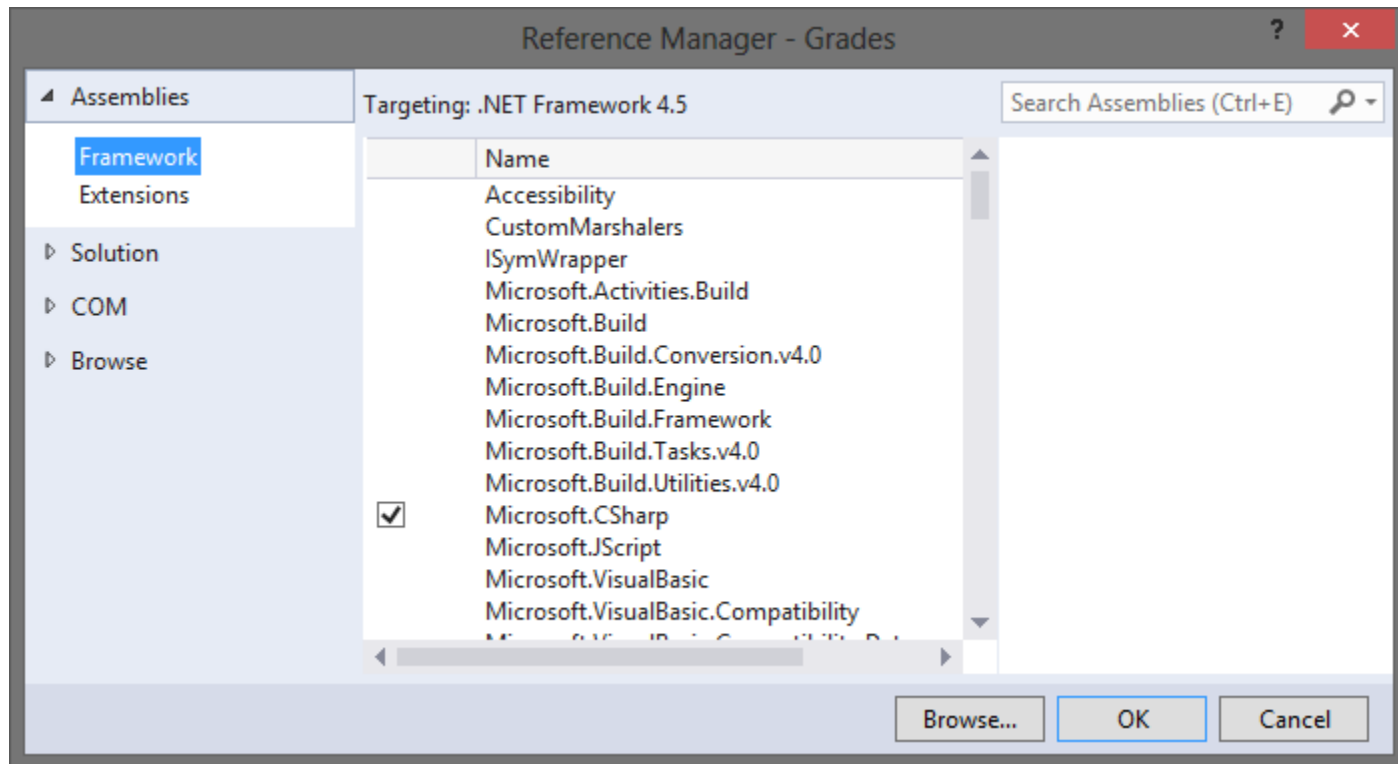 Reference Manager - Grades
?
Assemblies
Framework
Extensions
Solution
COM
Browse
Targeting: .NET Framework 4.5
Search Assemblies (Ctrl+E)
Name
Accessibility
CustomMarshalers
ISymWrapper
Microsoft.Activities.Build
Microsoft.Build
Microsoft.Build.Conversion.v4.0
Microsoft.Build.Engine
Microsoft.Build.Framework
Microsoft.Build.Tasks.v4.0
Microsoft.Build.Utilities.v4.0
Microsoft.CSharp
Microsoft.JScript
Microsoft.VisualBasic
Microsoft.VisualBasic.Compatibility
Browse...
OK
Cancel